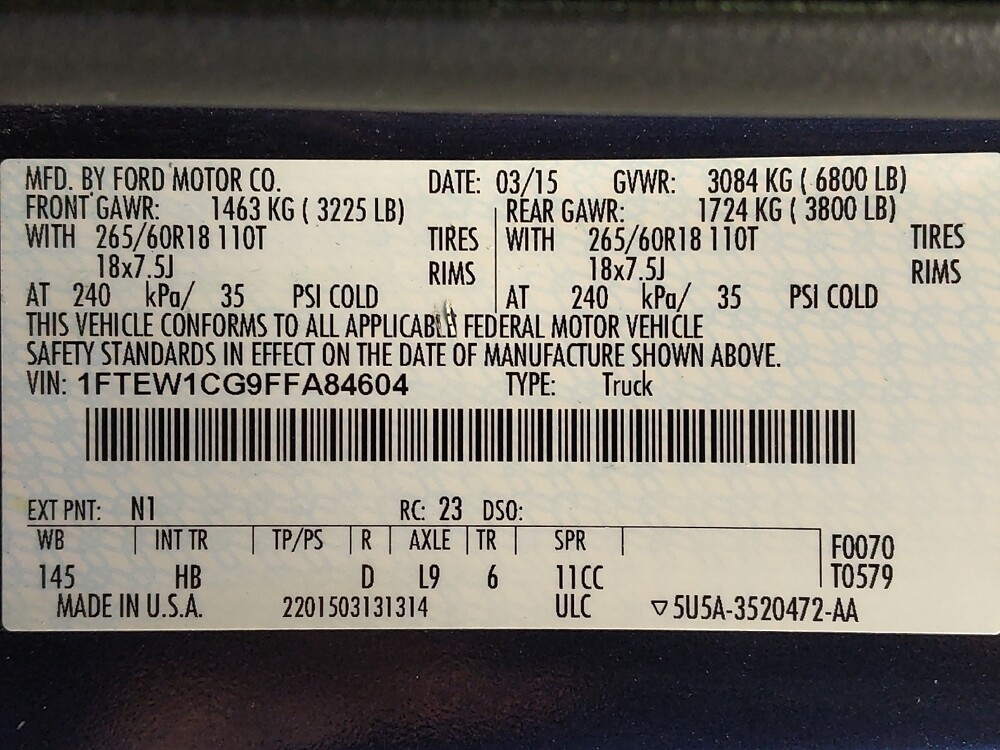 MFD. BY FORD MOTOR CO. DATE: 03/15 GVWR: 3084 KG ( 6800 LB)
FRONT GAWR: 1463 KG ( 3225 LB) REAR GAWR: 1724 KG ( 3800 LB)
WITH 265/60R18 110T TIRES WITH 265/60R18 110T TIRES
18x7.5J RIMS 18x7.5J RIMS
AT 240 kPa/ 35 PSI COLD AT 240 kPa/ 35 PSI COLD
THIS VEHICLE CONFORMS TO ALL APPLICABLE FEDERAL MOTOR VEHICLE
SAFETY STANDARDS IN EFFECT ON THE DATE OF MANUFACTURE SHOWN ABOVE.
VIN: 1FTEW1CG9FFA84604 TYPE: Truck
EXT PNT: N1 RC: 23 DSO:
WB INT TR TP/PS R AXLE TR SPR F0070
145 HB D L9 6 11CC T0579
MADE IN U.S.A. 2201503131314 ULC ▽5U5A-3520472-AA